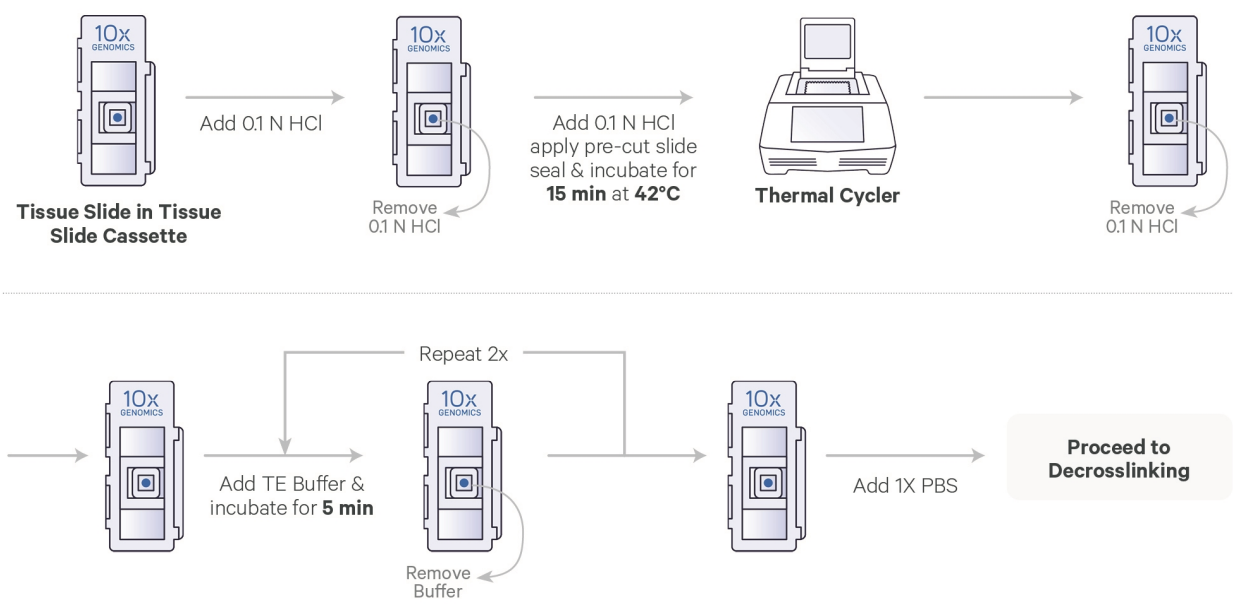 10x
GENOMICS
Tissue Slide in Tissue
Slide Cassette
Add 0.1 N HCl
10x
GENOMICS
Remove
0.1 N HCl
Add 0.1 N HCl
apply pre-cut slide
seal & incubate for
15 min at 42°C
Thermal Cycler
10x
GENOMICS
Remove
0.1 N HCl
10x
GENOMICS
Add TE Buffer &
incubate for 5 min
Repeat 2x
10x
GENOMICS
Remove
Buffer
10x
GENOMICS
Add 1X PBS
Proceed to
Decrosslinking